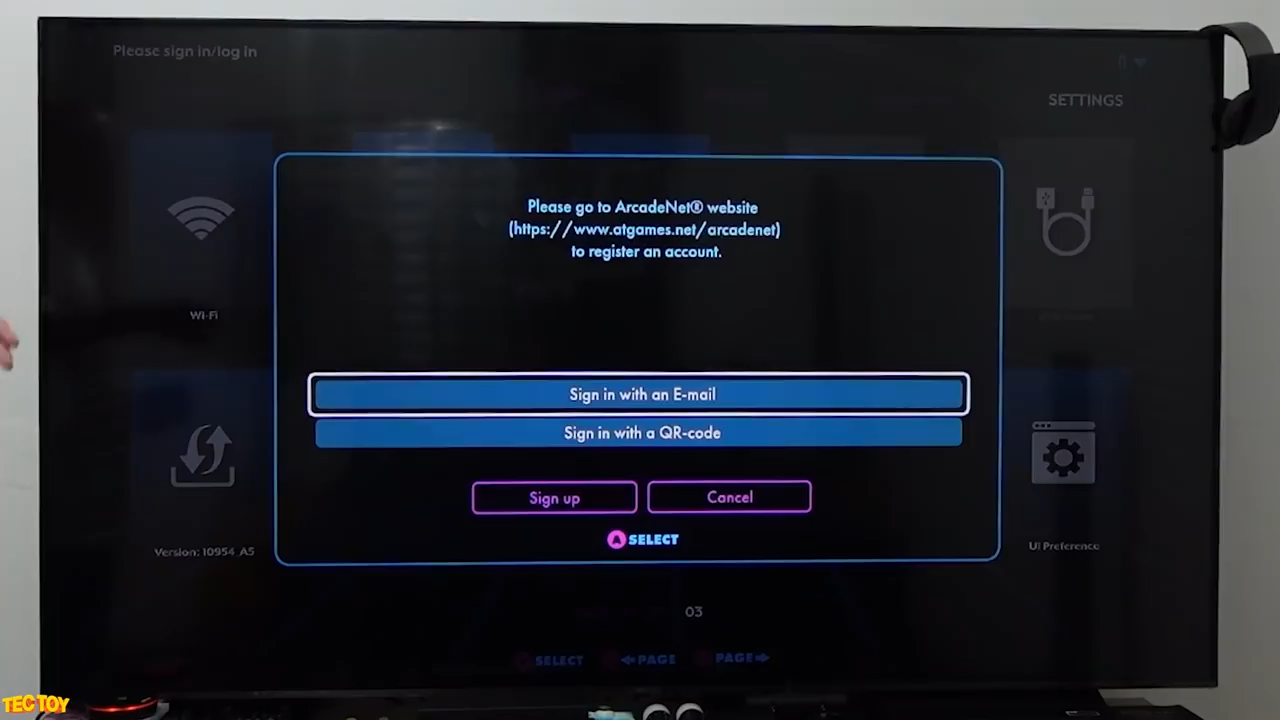 Please sign in/log in
SETTINGS
Please go to ArcadeNet® website
(https://www.atgames.net/arcadenet)
to register an account.
Wi-Fi
Sign in with an E-mail
Sign in with a QR-code
Sign up
Cancel
A SELECT
Version: 10954_A5
UI Preference
03
SELECT
←PAGE
PAGE→
TECTOY